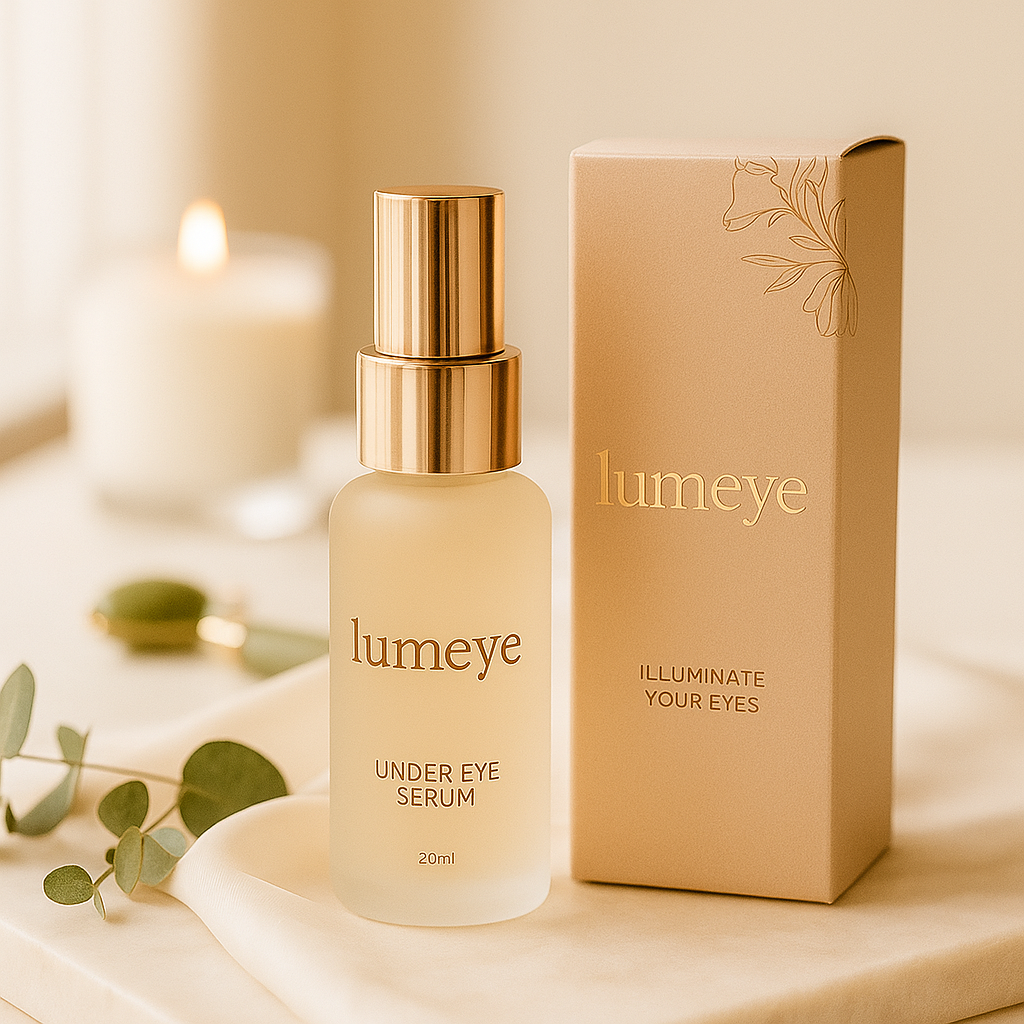 lumeye
UNDER EYE
SERUM
20ml
lumeye
ILLUMINATE
YOUR EYES